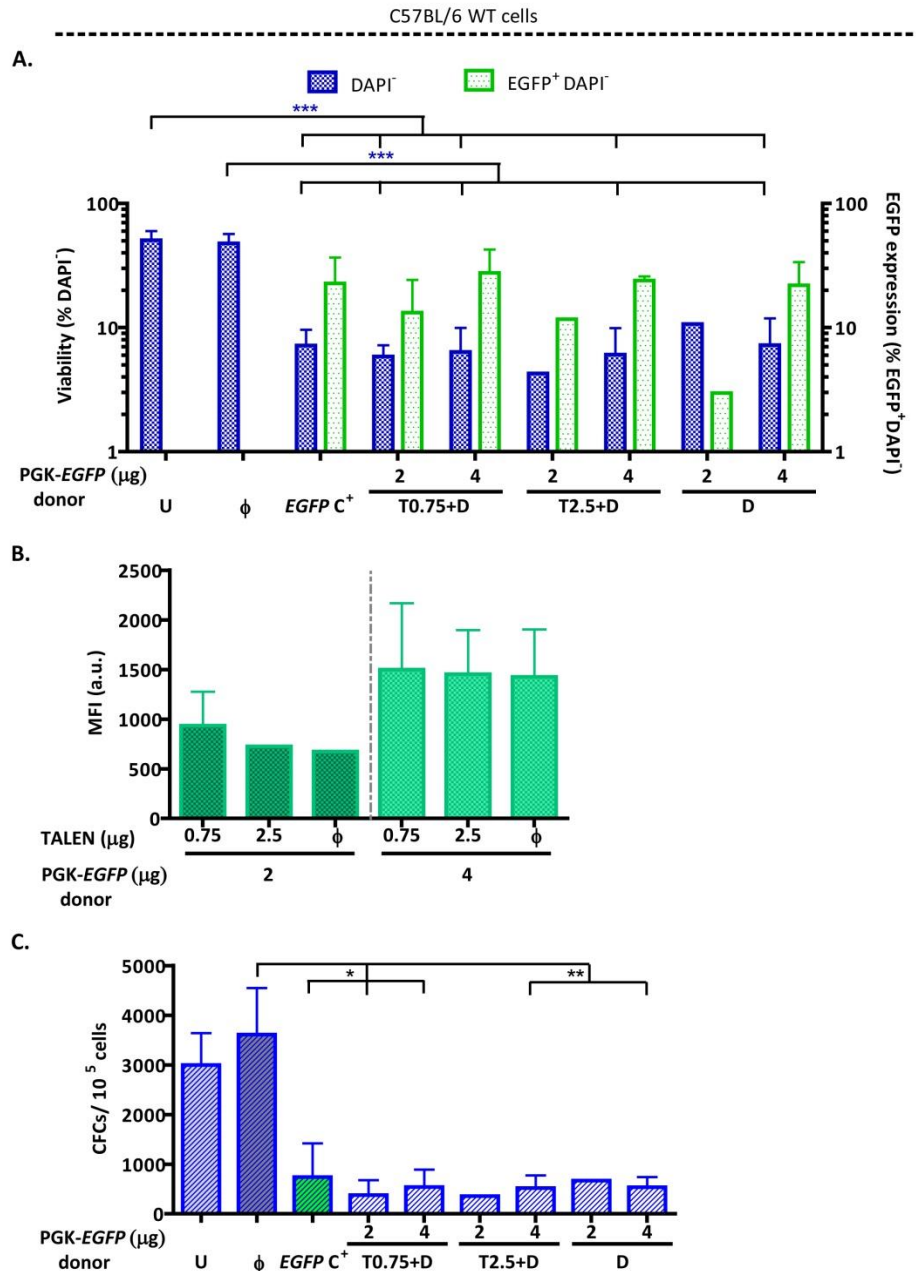 C57BL/6 WT cells
A.
DAPI⁻ EGFP⁺ DAPI⁻
***
***
Viability (% DAPI⁻)
100
10
1
EGFP expression (% EGFP⁺DAPI⁻)
100
10
1
PGK-EGFP (µg) 2 4 2 4 2 4
donor
U ϕ EGFP C⁺ T0.75+D T2.5+D D
B.
MFI (a.u.)
2500
2000
1500
1000
500
0
TALEN (µg) 0.75 2.5 ϕ 0.75 2.5 ϕ
PGK-EGFP (µg) 2 4
donor
C.
* **
CFCs/ 10⁵ cells
5000
4000
3000
2000
1000
0
PGK-EGFP (µg) 2 4 2 4 2 4
donor
U ϕ EGFP C⁺ T0.75+D T2.5+D D